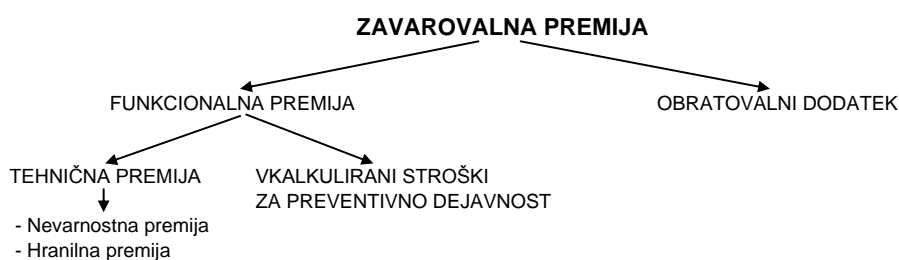 ZAVAROVALNA PREMIJA
FUNKCIONALNA PREMIJA
OBRATOVALNI DODATEK
TEHNIČNA PREMIJA
VKALKULIRANI STROŠKI
ZA PREVENTIVNO DEJAVNOST
- Nevarnostna premija
- Hranilna premija